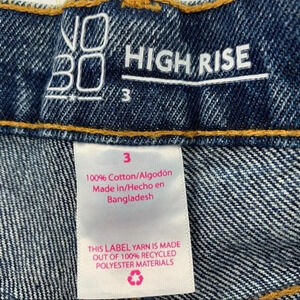 NO
BO
HIGH RISE
3
3
100% Cotton/Algodón
Made in/Hecho en
Bangladesh
THIS LABEL YARN IS MADE
OUT OF 100% RECYCLED
POLYESTER MATERIALS